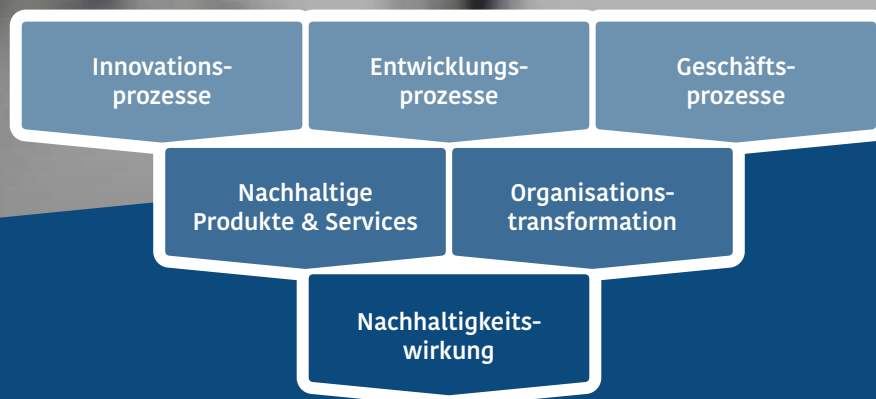 Innovations-
prozesse
Entwicklungs-
prozesse
Geschäfts-
prozesse
Nachhaltige
Produkte & Services
Organisations-
transformation
Nachhaltigkeits-
wirkung